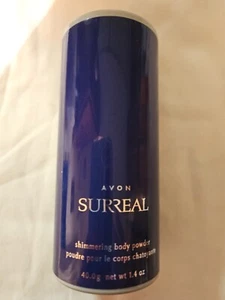 AVON
SURREAL
shimmering body powder
poudre pour le corps chatoyante
40.0g net wt 1.4 oz